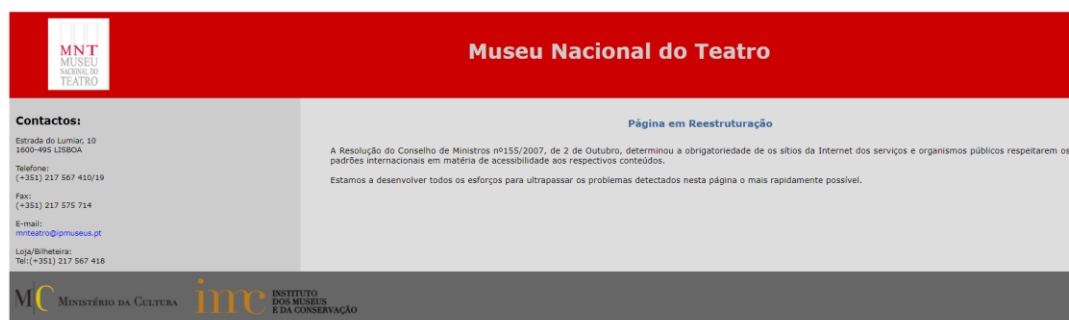 MNT
MUSEU
NACIONAL DO
TEATRO
Museu Nacional do Teatro
Contactos:
Estrada do Lumiar, 10
1600-495 LISBOA
Telefone:
(+351) 217 567 410/19
Fax:
(+351) 217 575 714
E-mail:
mnteatro@ipmuseus.pt
Loja/Bilheteira:
Tel:(+351) 217 567 418
Página em Reestruturação
A Resolução do Conselho de Ministros nº155/2007, de 2 de Outubro, determinou a obrigatoriedade de os sítios da Internet dos serviços e organismos públicos respeitarem os
padrões internacionais em matéria de acessibilidade aos respectivos conteúdos.
Estamos a desenvolver todos os esforços para ultrapassar os problemas detectados nesta página o mais rapidamente possível.
MC MINISTÉRIO DA CULTURA
imc INSTITUTO
DOS MUSEUS
E DA CONSERVAÇÃO